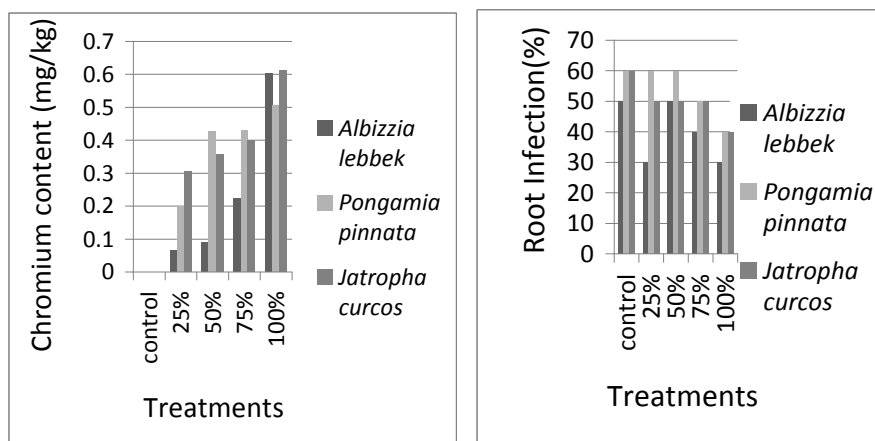 Chromium content (mg/kg)
0.7
0.6
0.5
0.4
0.3
0.2
0.1
0
control
25%
50%
75%
100%
Treatments
Albizzia
lebbek
Pongamia
pinnata
Jatropha
curcos
Root Infection(%)
70
60
50
40
30
20
10
0
control
25%
50%
75%
100%
Treatments
Albizzia
lebbek
Pongamia
pinnata
Jatropha
curcos